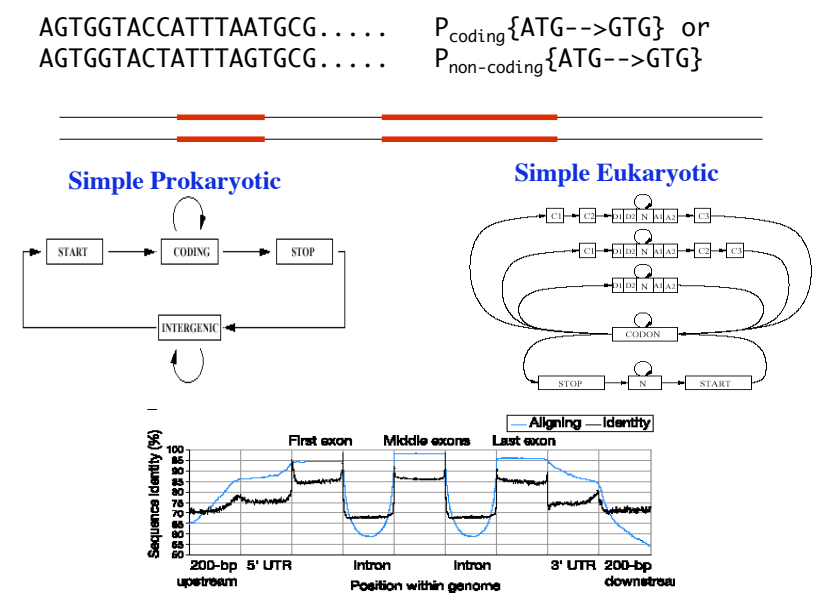 AGTGGTACCATTTAATGCG..... P_coding{ATG-->GTG} or
AGTGGTACTATTTAGTGCG..... P_non-coding{ATG-->GTG}
Simple Prokaryotic
Simple Eukaryotic
START CODING STOP
INTERGENIC
C1 C2 D1 D2 N A1 A2 C3
C1 D1 D2 N A1 A2 C2 C3
D1 D2 N A1 A2
CODON
STOP N START
Aligning Identity
First exon Middle exons Last exon
Sequence identity (%)
100
95
90
85
80
75
70
65
60
55
50
200-bp upstream 5' UTR Intron Intron 3' UTR 200-bp downstream
Position within genome